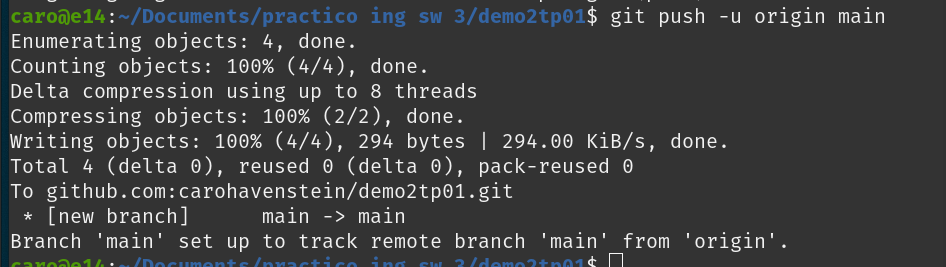 caro@e14:~/Documents/practico ing sw 3/demo2tp01$ git push -u origin main
Enumerating objects: 4, done.
Counting objects: 100% (4/4), done.
Delta compression using up to 8 threads
Compressing objects: 100% (2/2), done.
Writing objects: 100% (4/4), 294 bytes | 294.00 KiB/s, done.
Total 4 (delta 0), reused 0 (delta 0), pack-reused 0
To github.com:carohavenstein/demo2tp01.git
 * [new branch]      main -> main
Branch 'main' set up to track remote branch 'main' from 'origin'.
caro@e14:~/Documents/practico ing sw 3/demo2tp01$